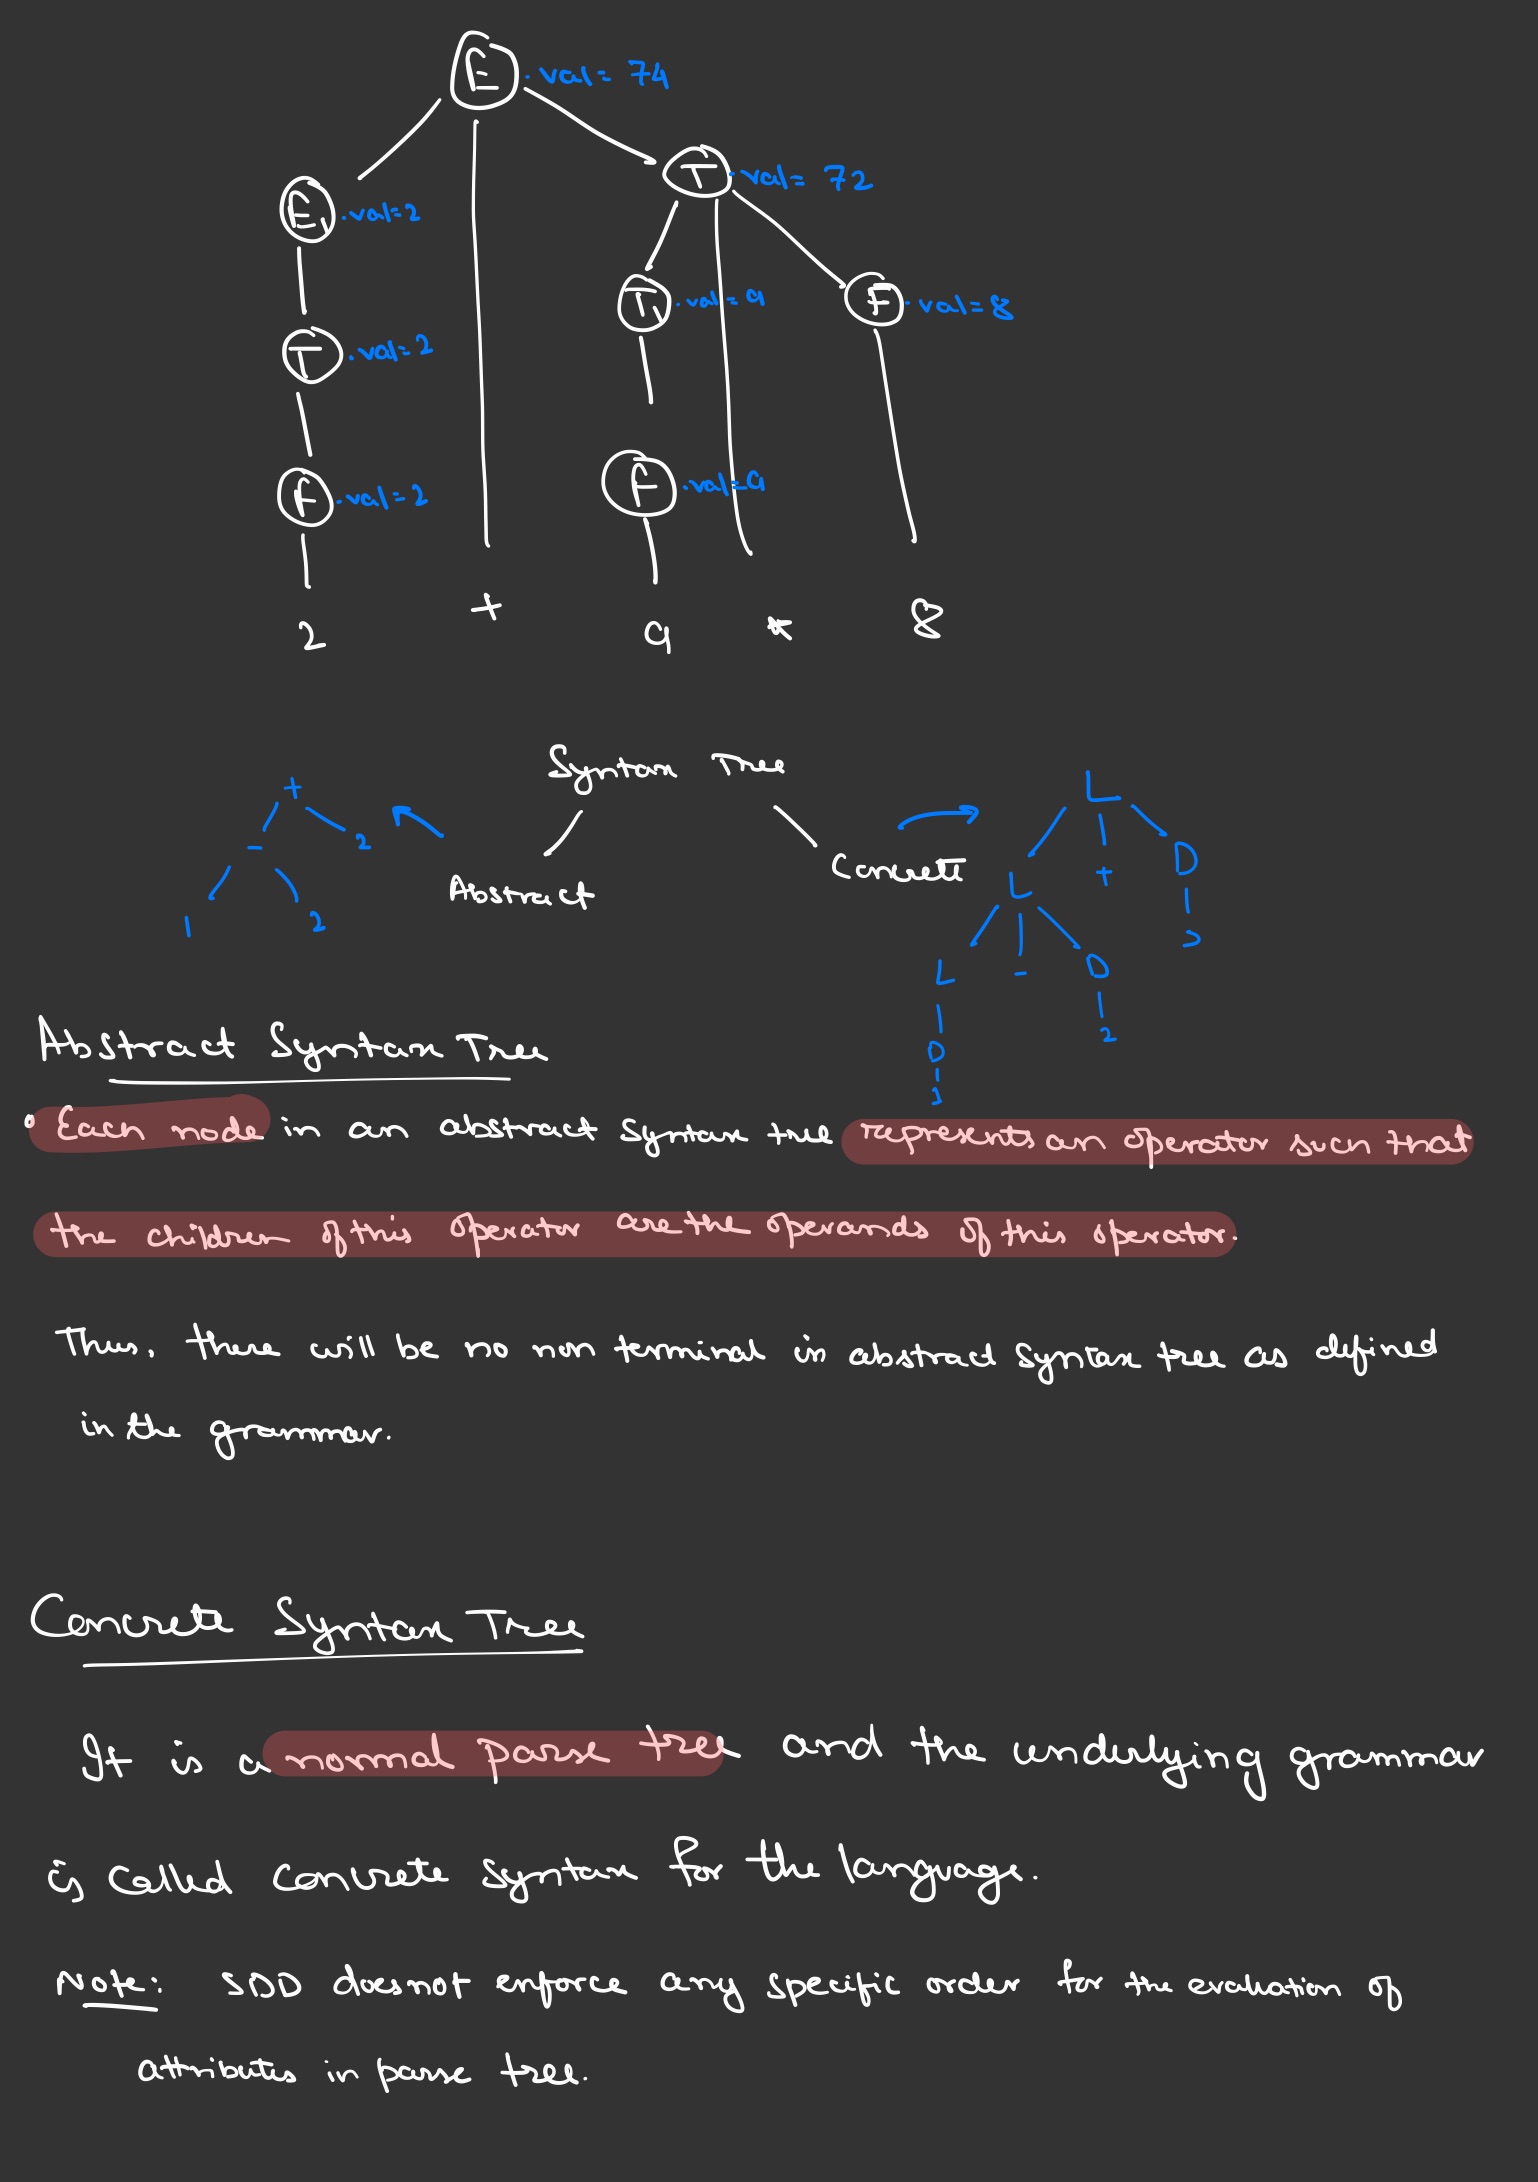 E .val= 74
T .val= 72
E1 .val=2
T1 .val=9
F .val=8
T .val=2
F .val=2
F .val=9
2 + 9 * 8
Syntax Tree
Abstract
Concrete
+
- 2
1 2
L
L + D
L - D
D 2
1
Abstract Syntax Tree
• Each node in an abstract syntax tree represents an operator such that
the children of this operator are the operands of this operator.
Thus, there will be no non terminal in abstract syntax tree as defined
in the grammar.
Concrete Syntax Tree
It is a normal parse tree and the underlying grammar
is called concrete syntax for the language.
Note: SDD doesnot enforce any specific order for the evaluation of
attributes in parse tree.